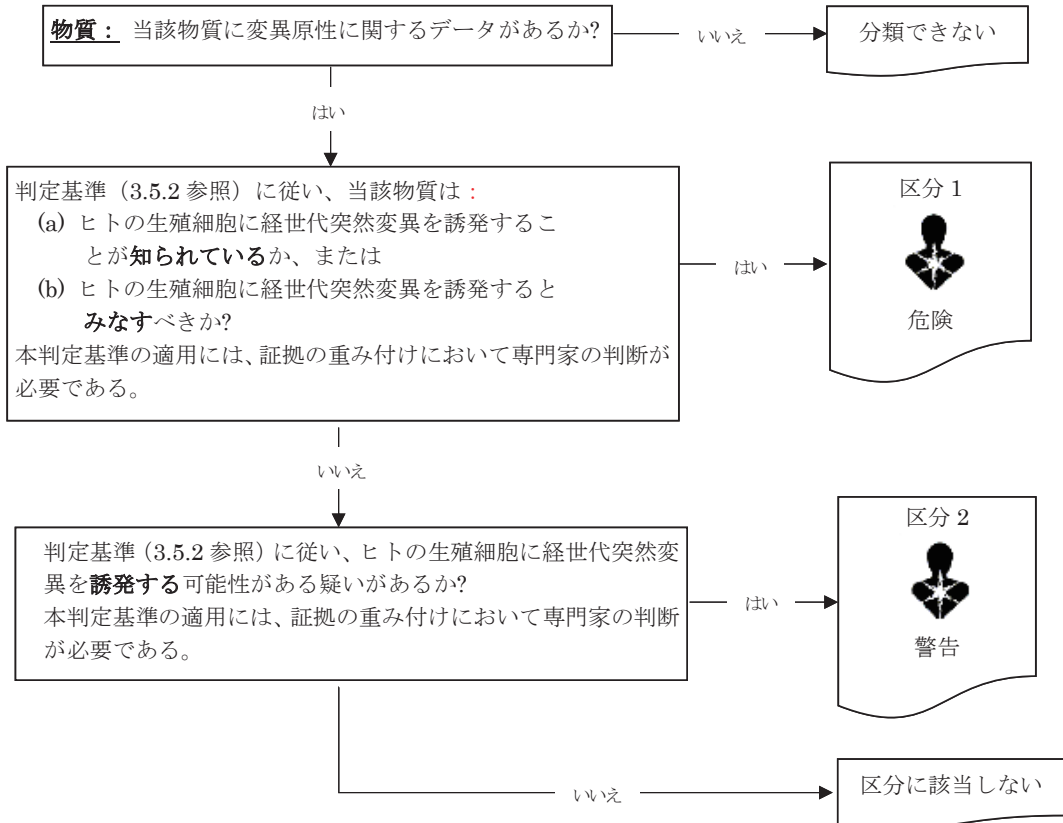 物質： 当該物質に変異原性に関するデータがあるか?
いいえ
分類できない
はい
判定基準（3.5.2 参照）に従い、当該物質は：
(a) ヒトの生殖細胞に経世代突然変異を誘発するこ
とが知られているか、または
(b) ヒトの生殖細胞に経世代突然変異を誘発すると
みなすべきか?
本判定基準の適用には、証拠の重み付けにおいて専門家の判断が
必要である。
はい
区分 1
危険
いいえ
判定基準（3.5.2 参照）に従い、ヒトの生殖細胞に経世代突然変
異を誘発する可能性がある疑いがあるか?
本判定基準の適用には、証拠の重み付けにおいて専門家の判断
が必要である。
はい
区分 2
警告
いいえ
区分に該当しない